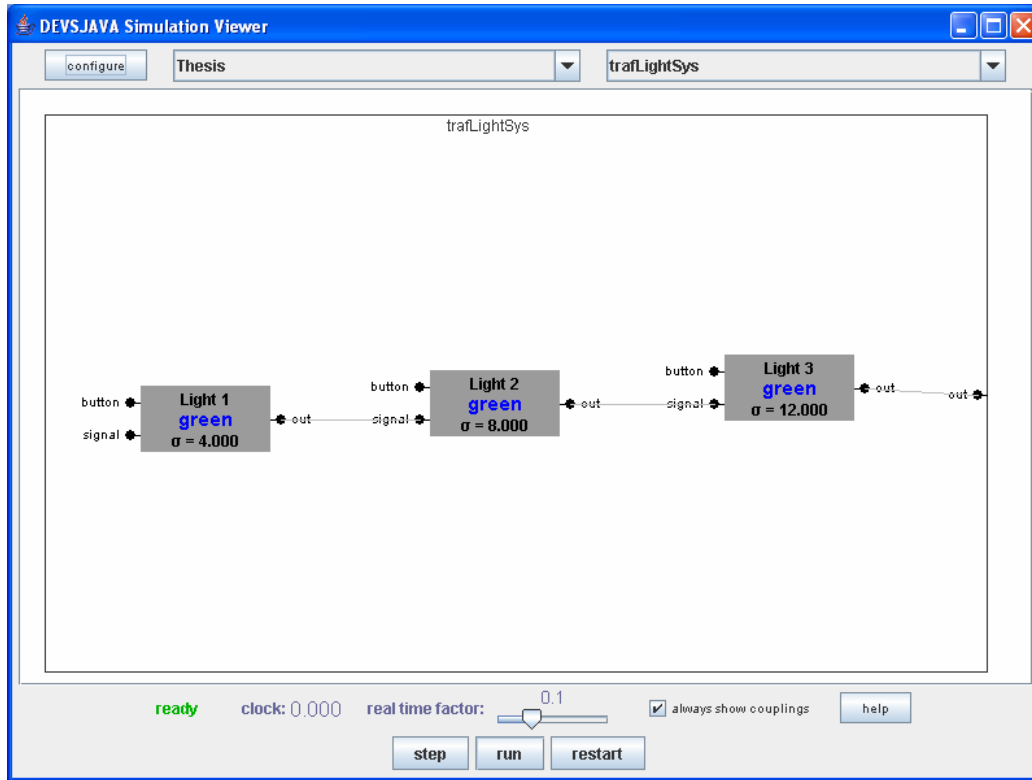 DEVSJAVA Simulation Viewer
configure Thesis trafLightSys
trafLightSys
button Light 1 green σ = 4.000 signal out
button Light 2 green σ = 8.000 signal out
button Light 3 green σ = 12.000 signal out
out
ready clock: 0.000 real time factor: 0.1 always show couplings help
step run restart